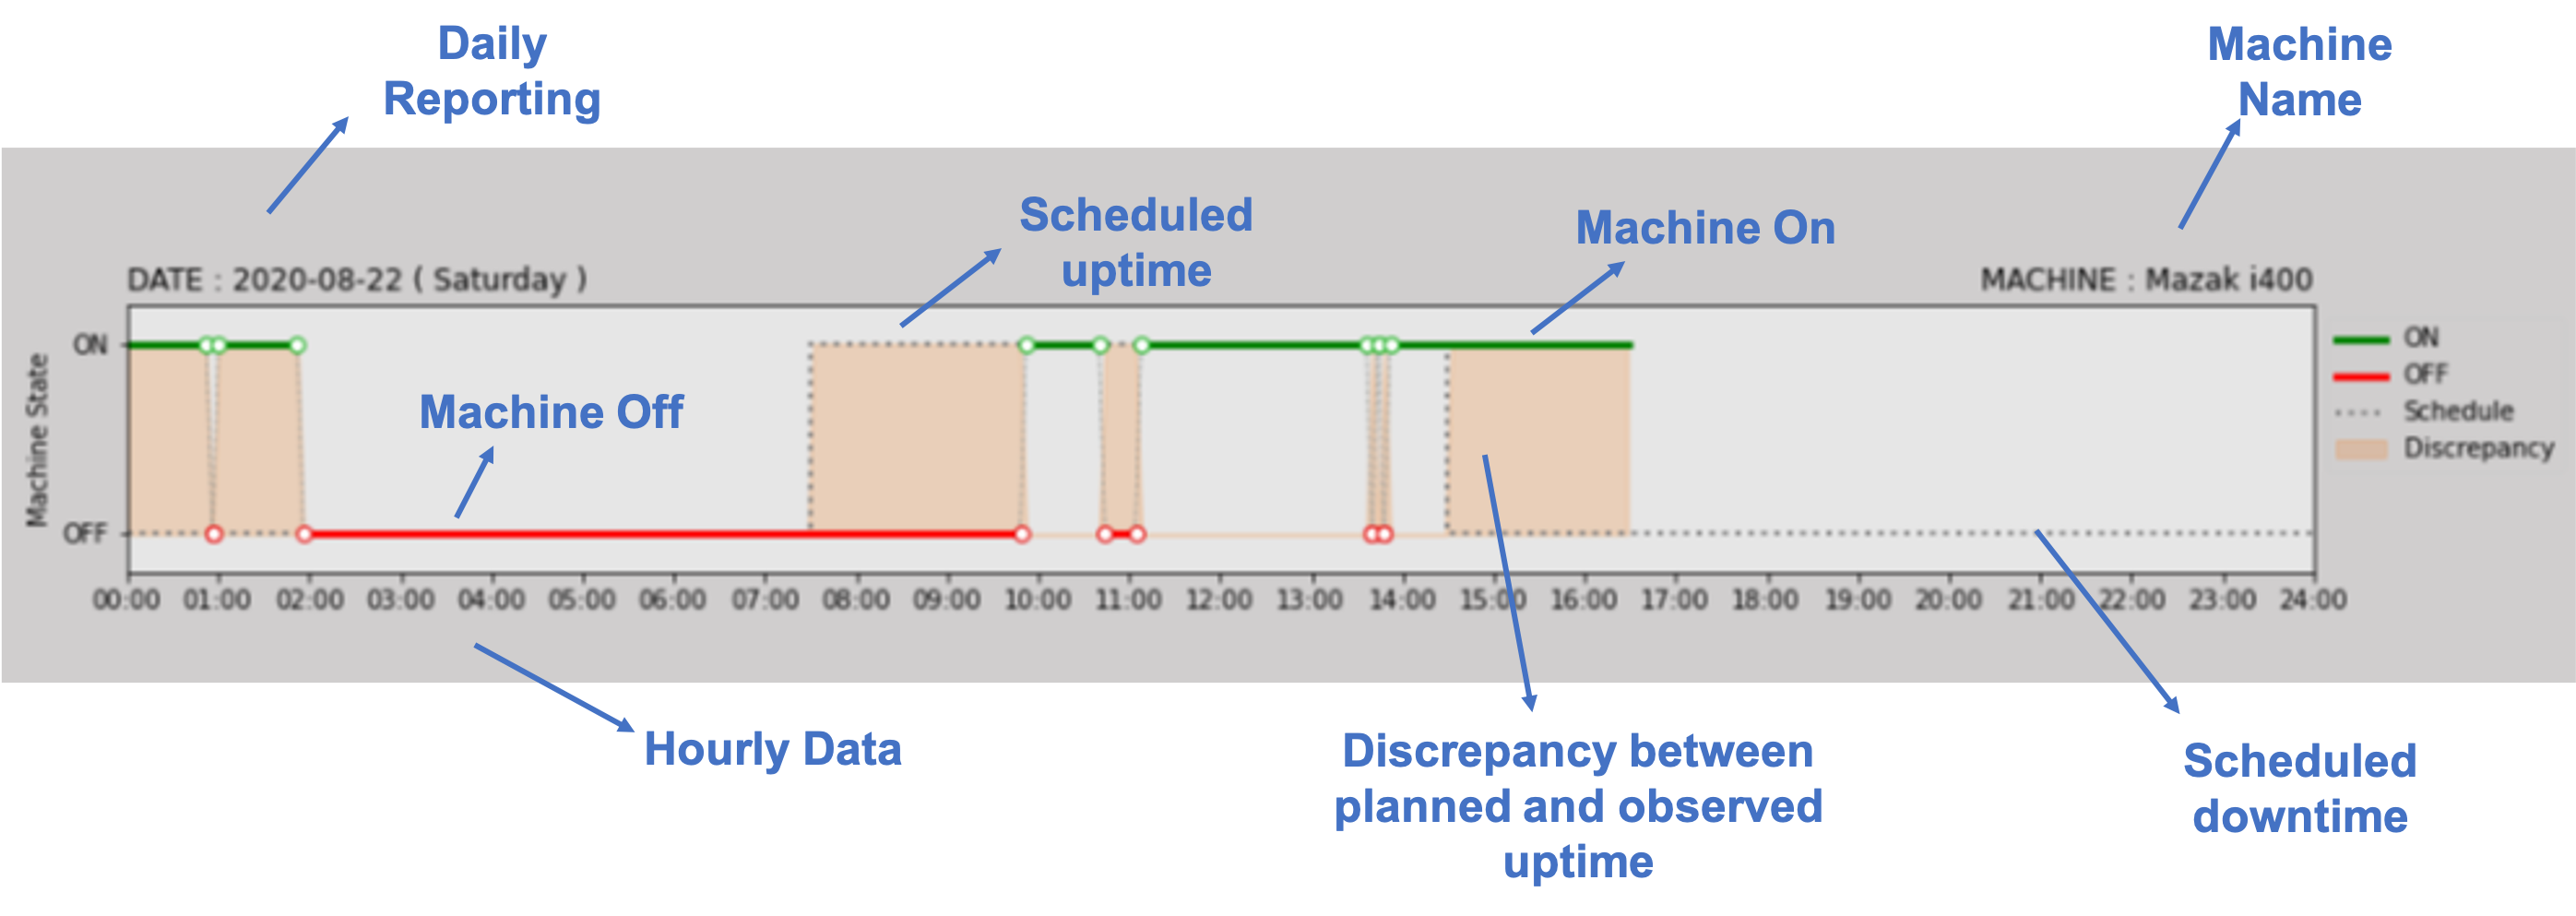 Daily
Reporting
Machine
Name
Scheduled
uptime
Machine On
DATE : 2020-08-22 ( Saturday )
MACHINE : Mazak i400
ON
OFF
Machine State
Machine Off
ON
OFF
Schedule
Discrepancy
00:00 01:00 02:00 03:00 04:00 05:00 06:00 07:00 08:00 09:00 10:00 11:00 12:00 13:00 14:00 15:00 16:00 17:00 18:00 19:00 20:00 21:00 22:00 23:00 24:00
Hourly Data
Discrepancy between
planned and observed
uptime
Scheduled
downtime